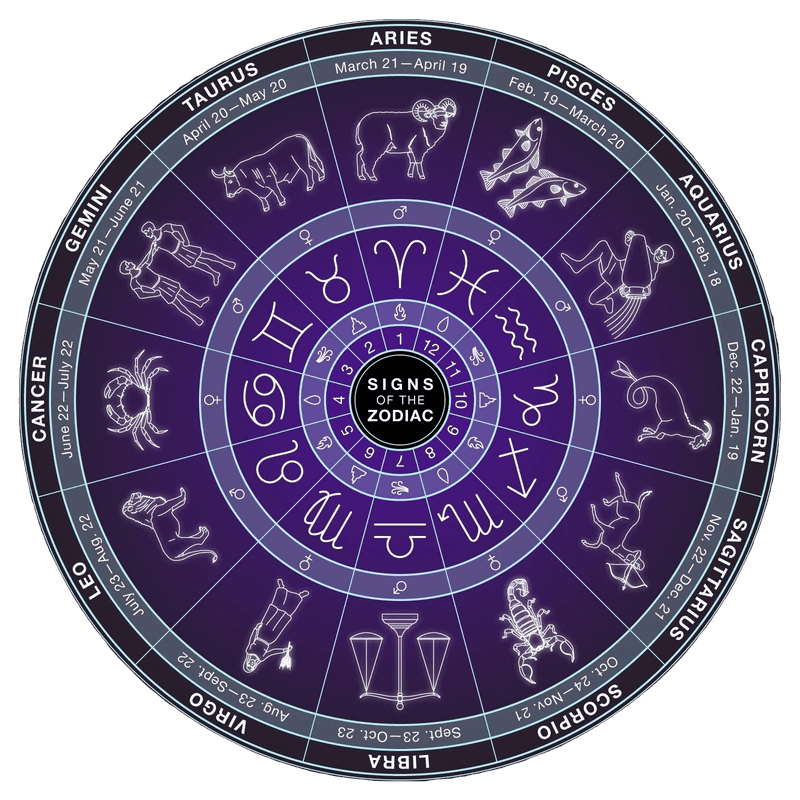 ARIES
March 21—April 19
PISCES
Feb. 19—March 20
AQUARIUS
Jan. 20—Feb. 18
CAPRICORN
Dec. 22—Jan. 19
SAGITTARIUS
Nov. 22—Dec. 21
SCORPIO
Oct. 24—Nov. 21
LIBRA
Sept. 23—Oct. 23
VIRGO
Aug. 23—Sept. 22
LEO
July 23—Aug. 22
CANCER
June 22—July 22
GEMINI
May 21—June 21
TAURUS
April 20—May 20
1
12
11
10
9
8
7
6
5
4
3
2
SIGNS
OF THE
ZODIAC